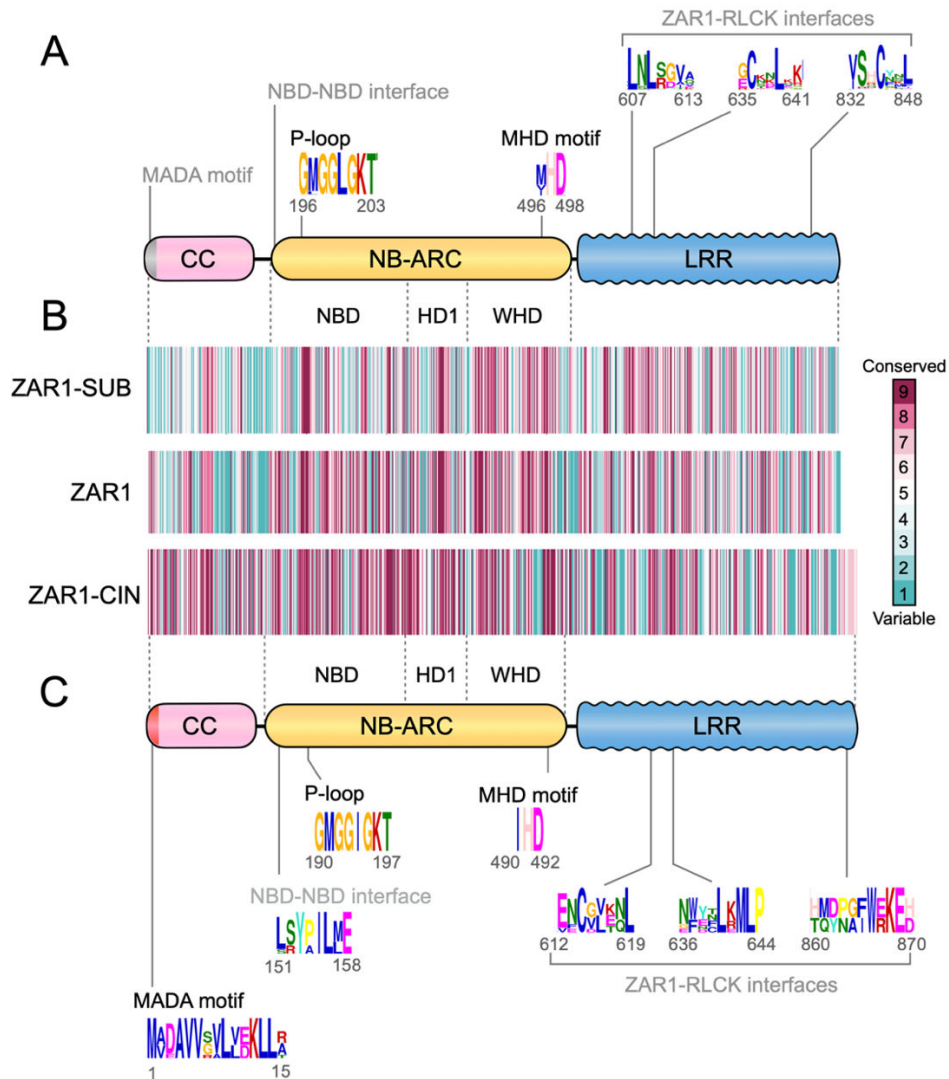 A
ZAR1-RLCK interfaces
NBD-NBD interface
P-loop
MHD motif
MADA motif
GMGGLGKT
MHD
607 613
635 641
832 848
196 203
496 498
CC
NB-ARC
LRR
B
NBD
HD1
WHD
ZAR1-SUB
ZAR1
ZAR1-CIN
Conserved
9
8
7
6
5
4
3
2
1
Variable
C
NBD
HD1
WHD
CC
NB-ARC
LRR
P-loop
GMGGIGKT
190 197
MHD motif
IHD
490 492
NBD-NBD interface
151 158
612 619
636 644
860 870
ZAR1-RLCK interfaces
MADA motif
1 15